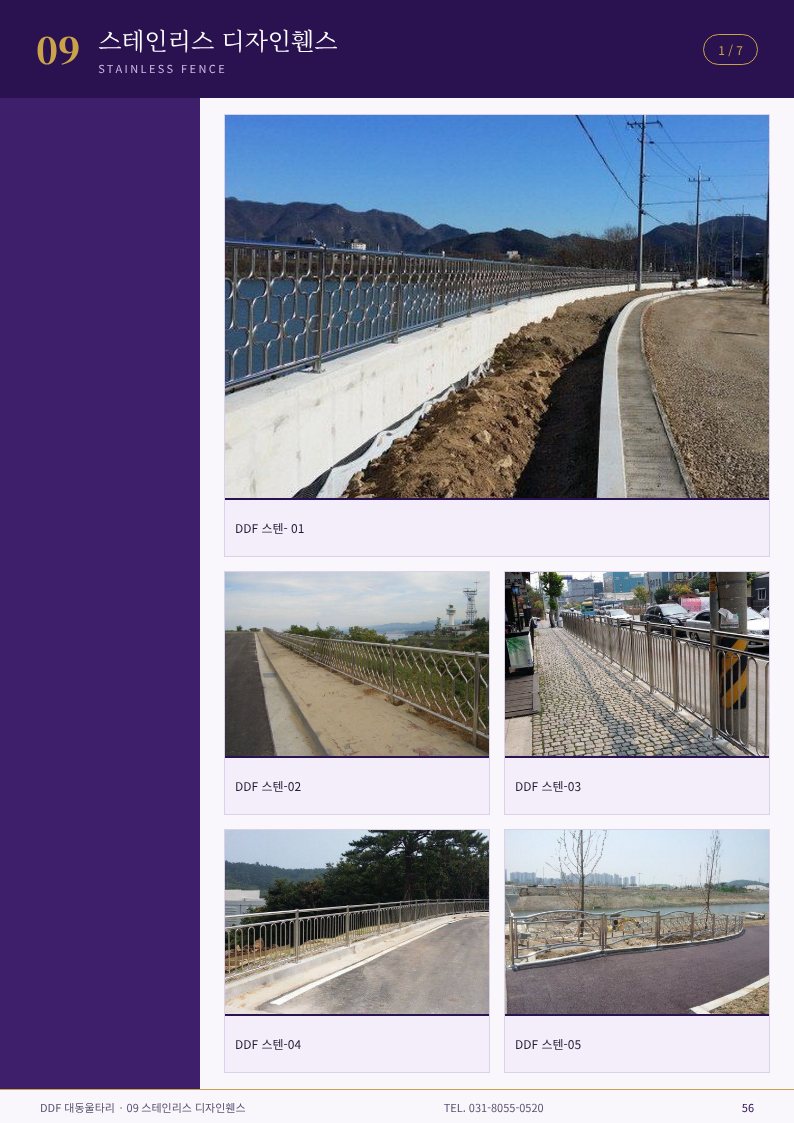 09
스테인리스 디자인휀스
STAINLESS FENCE
1 / 7
DDF 스텐- 01
DDF 스텐-02
DDF 스텐-03
DDF 스텐-04
DDF 스텐-05
DDF 대동울타리 · 09 스테인리스 디자인휀스
TEL. 031-8055-0520
56